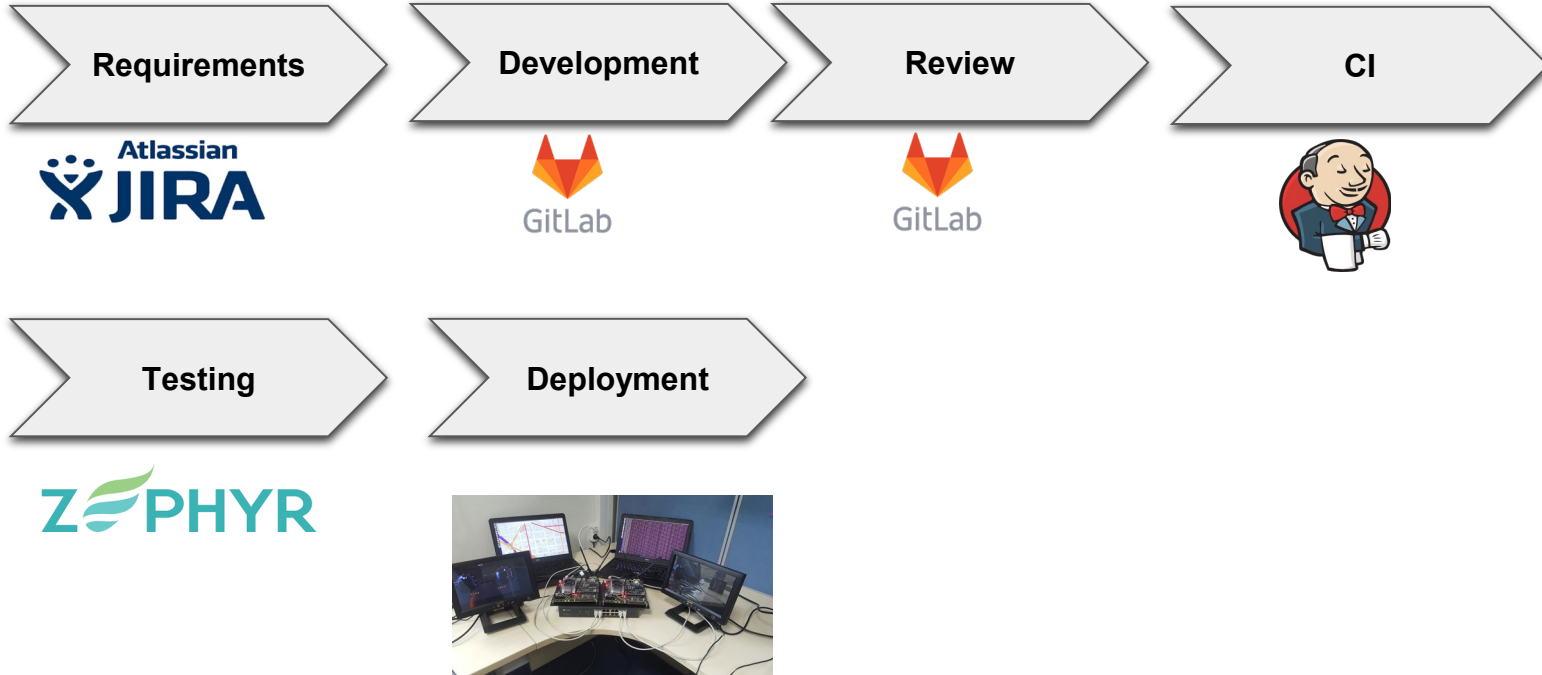 Requirements
Development
Review
CI
Atlassian
JIRA
GitLab
GitLab
Testing
Deployment
ZEPHYR